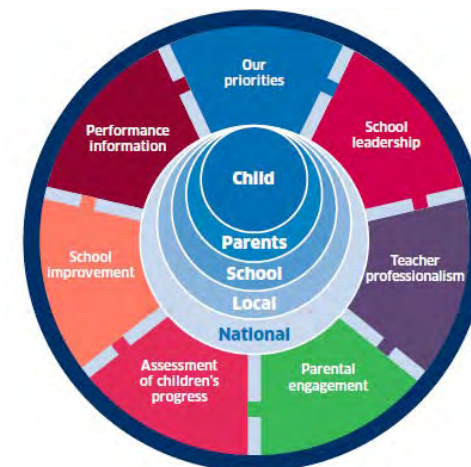 Our
priorities
School
leadership
Teacher
professionalism
Parental
engagement
Assessment
of children's
progress
School
improvement
Performance
information
Child
Parents
School
Local
National